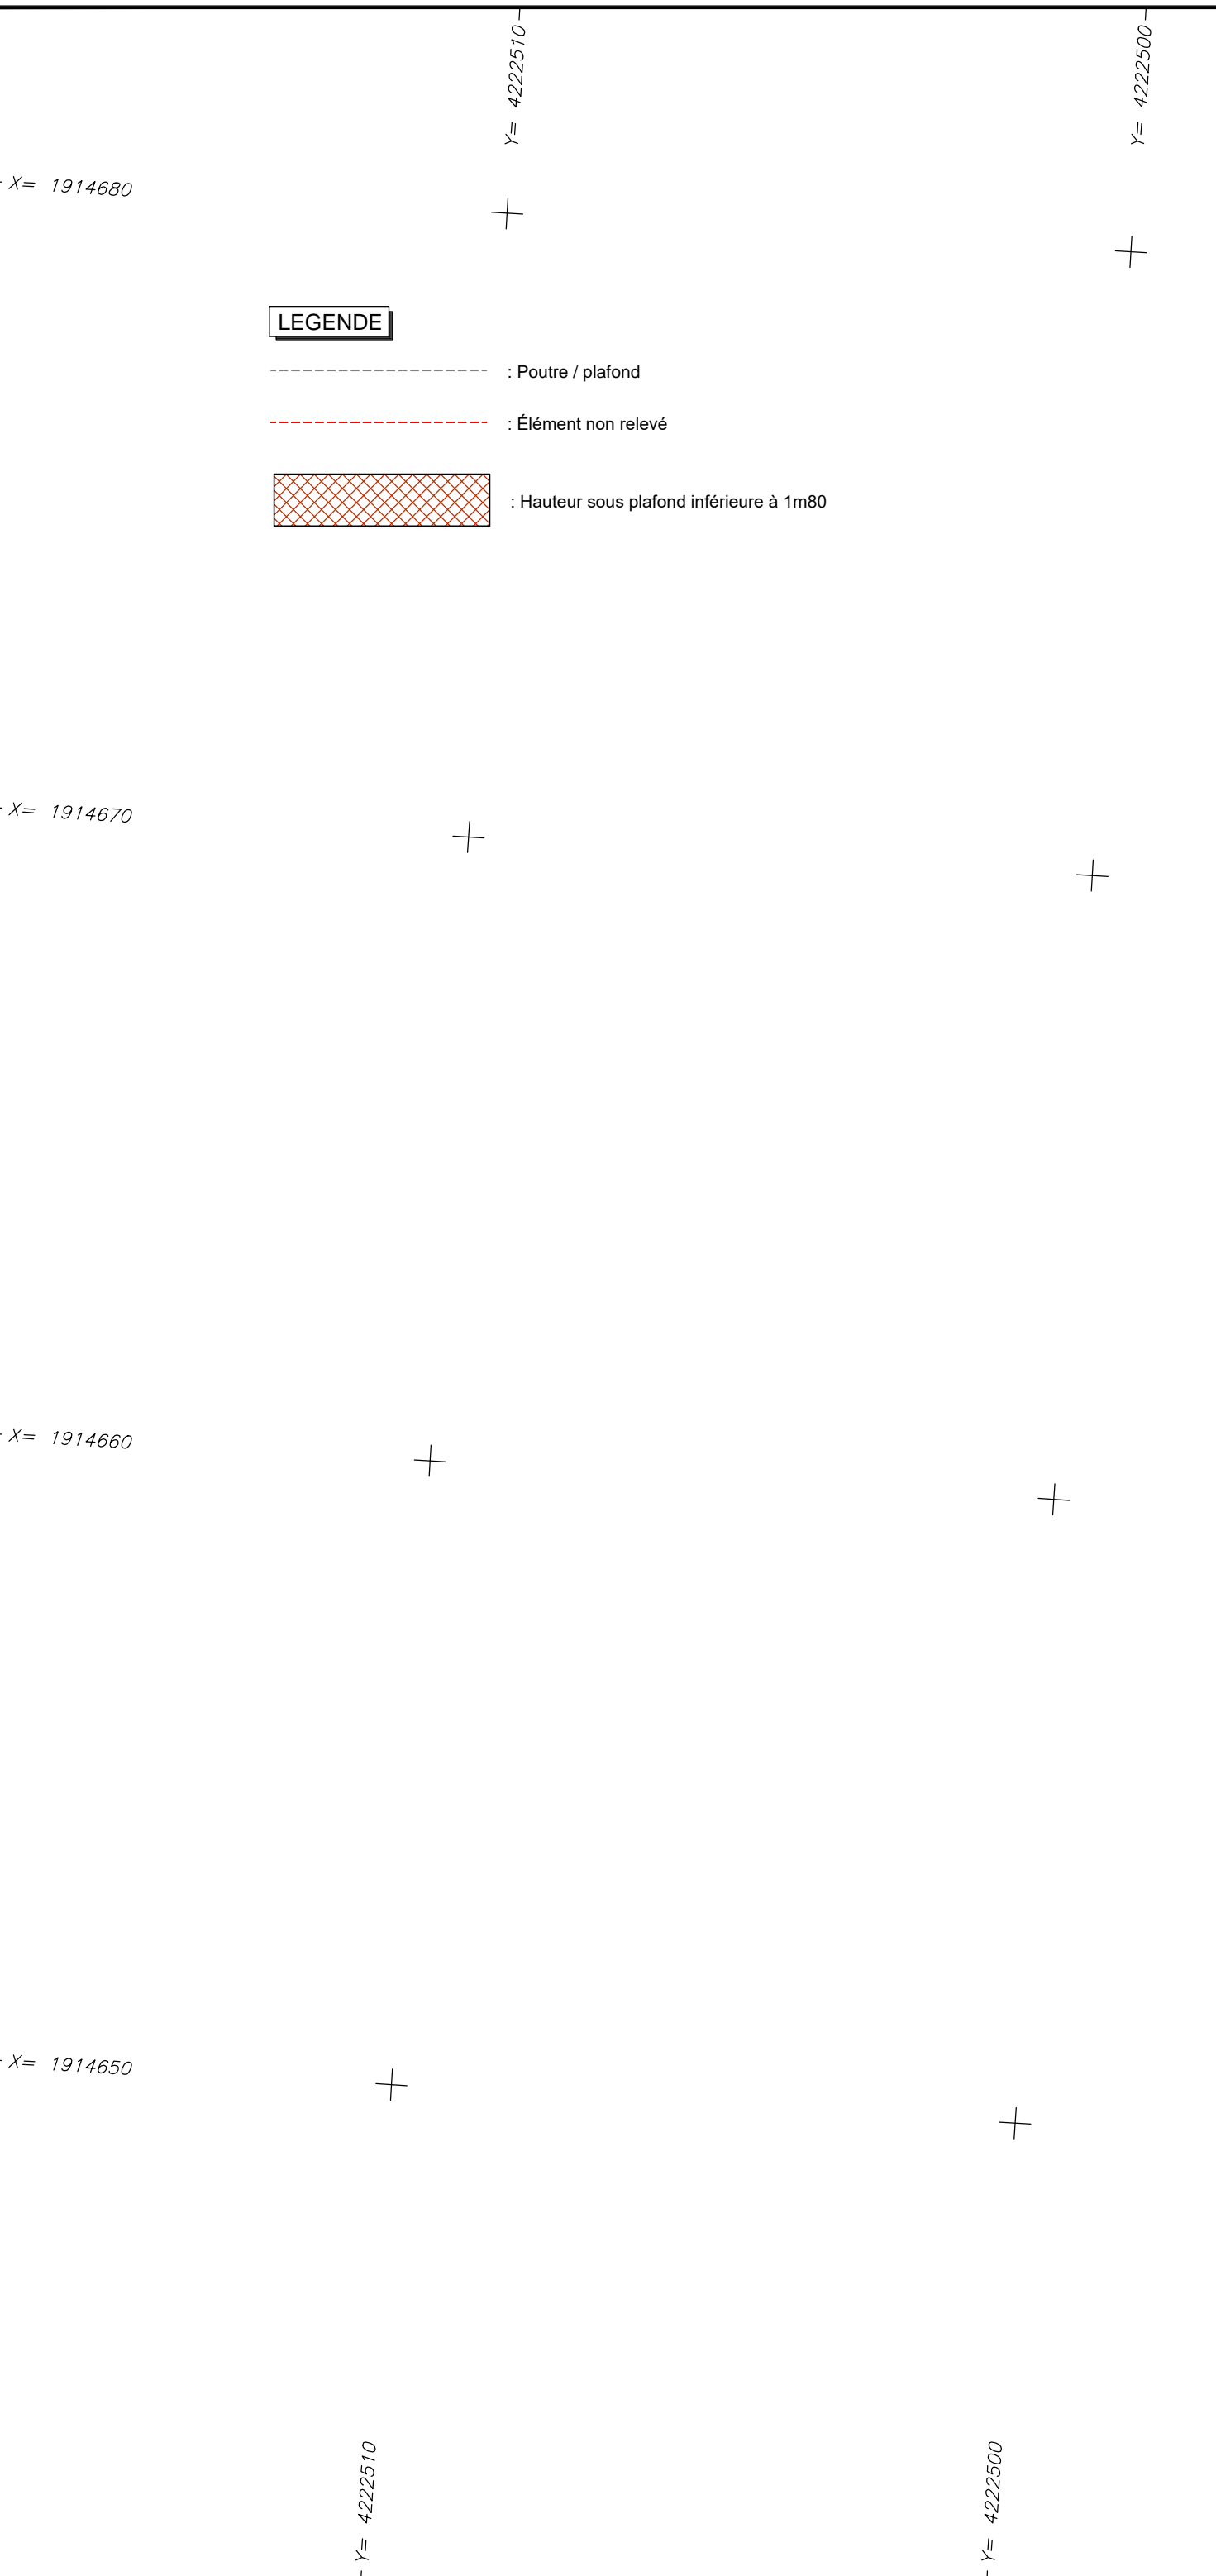 Y= 4222510
Y= 4222500
X= 1914680
LEGENDE
: Poutre / plafond
: Élément non relevé
: Hauteur sous plafond inférieure à 1m80
X= 1914670
X= 1914660
X= 1914650
Y= 4222510
Y= 4222500